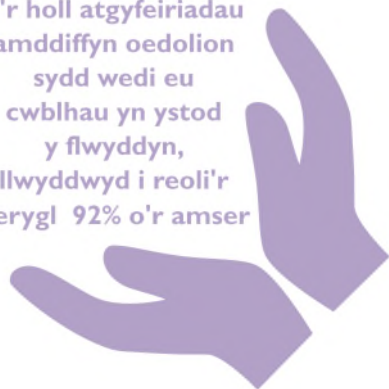 'r holl atgyfeiriadau
amddiffyn oedolion
sydd wedi eu
cwblhau yn ystod
y flwyddyn,
llwyddwyd i reoli'r
erygl 92% o'r amser